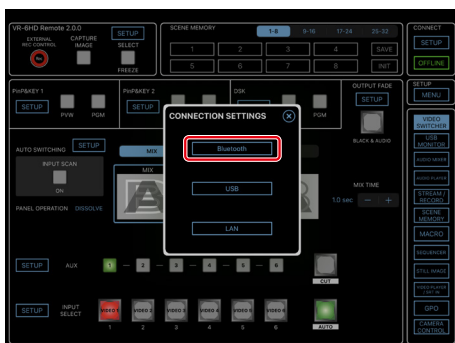 VR-6HD Remote 2.0.0
EXTERNAL
REC CONTROL
CAPTURE
IMAGE
SETUP
SELECT
FREEZE
SCENE MEMORY
1-8
9-16
17-24
25-32
1
2
3
4
SAVE
5
6
7
8
INIT
CONNECT
SETUP
OFFLINE
PinP&KEY 1
SETUP
PVW
PGM
PinP&KEY 2
SETUP
DSK
PGM
OUTPUT FADE
SETUP
BLACK & AUDIO
SETUP
MENU
CONNECTION SETTINGS
Bluetooth
USB
LAN
AUTO SWITCHING
SETUP
INPUT SCAN
ON
PANEL OPERATION
DISSOLVE
MIX
MIX
MIX TIME
1.0 sec
VIDEO
SWITCHER
USB
MONITOR
AUDIO MIXER
AUDIO PLAYER
STREAM /
RECORD
SCENE
MEMORY
MACRO
SEQUENCER
STILL IMAGE
VIDEO PLAYER
/ SRT IN
GPO
CAMERA
CONTROL
SETUP
AUX
1
2
3
4
5
6
CUT
SETUP
INPUT
SELECT
VIDEO 1
VIDEO 2
VIDEO 3
VIDEO 4
VIDEO 5
VIDEO 6
1
2
3
4
5
6
AUTO